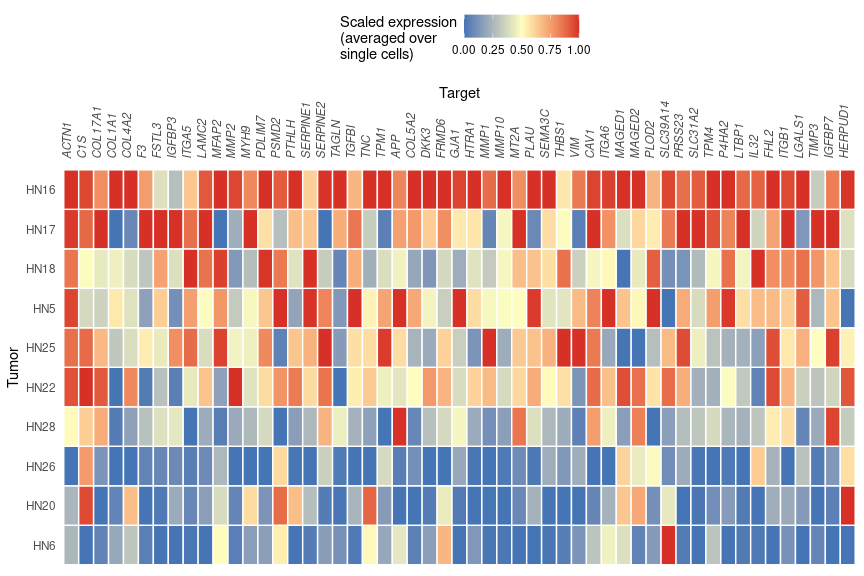 Scaled expression
(averaged over
single cells)
0.00 0.25 0.50 0.75 1.00
Target
ACTN1 C1S COL17A1 COL1A1 COL4A2 F3 FSTL3 IGFBP3 ITGA5 LAMC2 MFAP2 MMP2 MYH9 PDLIM7 PSMD2 PTHLH SERPINE1 SERPINE2 TAGLN TGFBI TNC TPM1 APP COL5A2 DKK3 FRMD6 GJA1 HTRA1 MMP1 MMP10 MT2A PLAU SEMA3C THBS1 VIM CAV1 ITGA6 MAGED1 MAGED2 PLOD2 SLC39A14 PRSS23 SLC31A2 TPM4 P4HA2 LTBP1 IL32 FHL2 ITGB1 LGALS1 TIMP3 IGFBP7 HERPUD1
Tumor
HN16
HN17
HN18
HN5
HN25
HN22
HN28
HN26
HN20
HN6